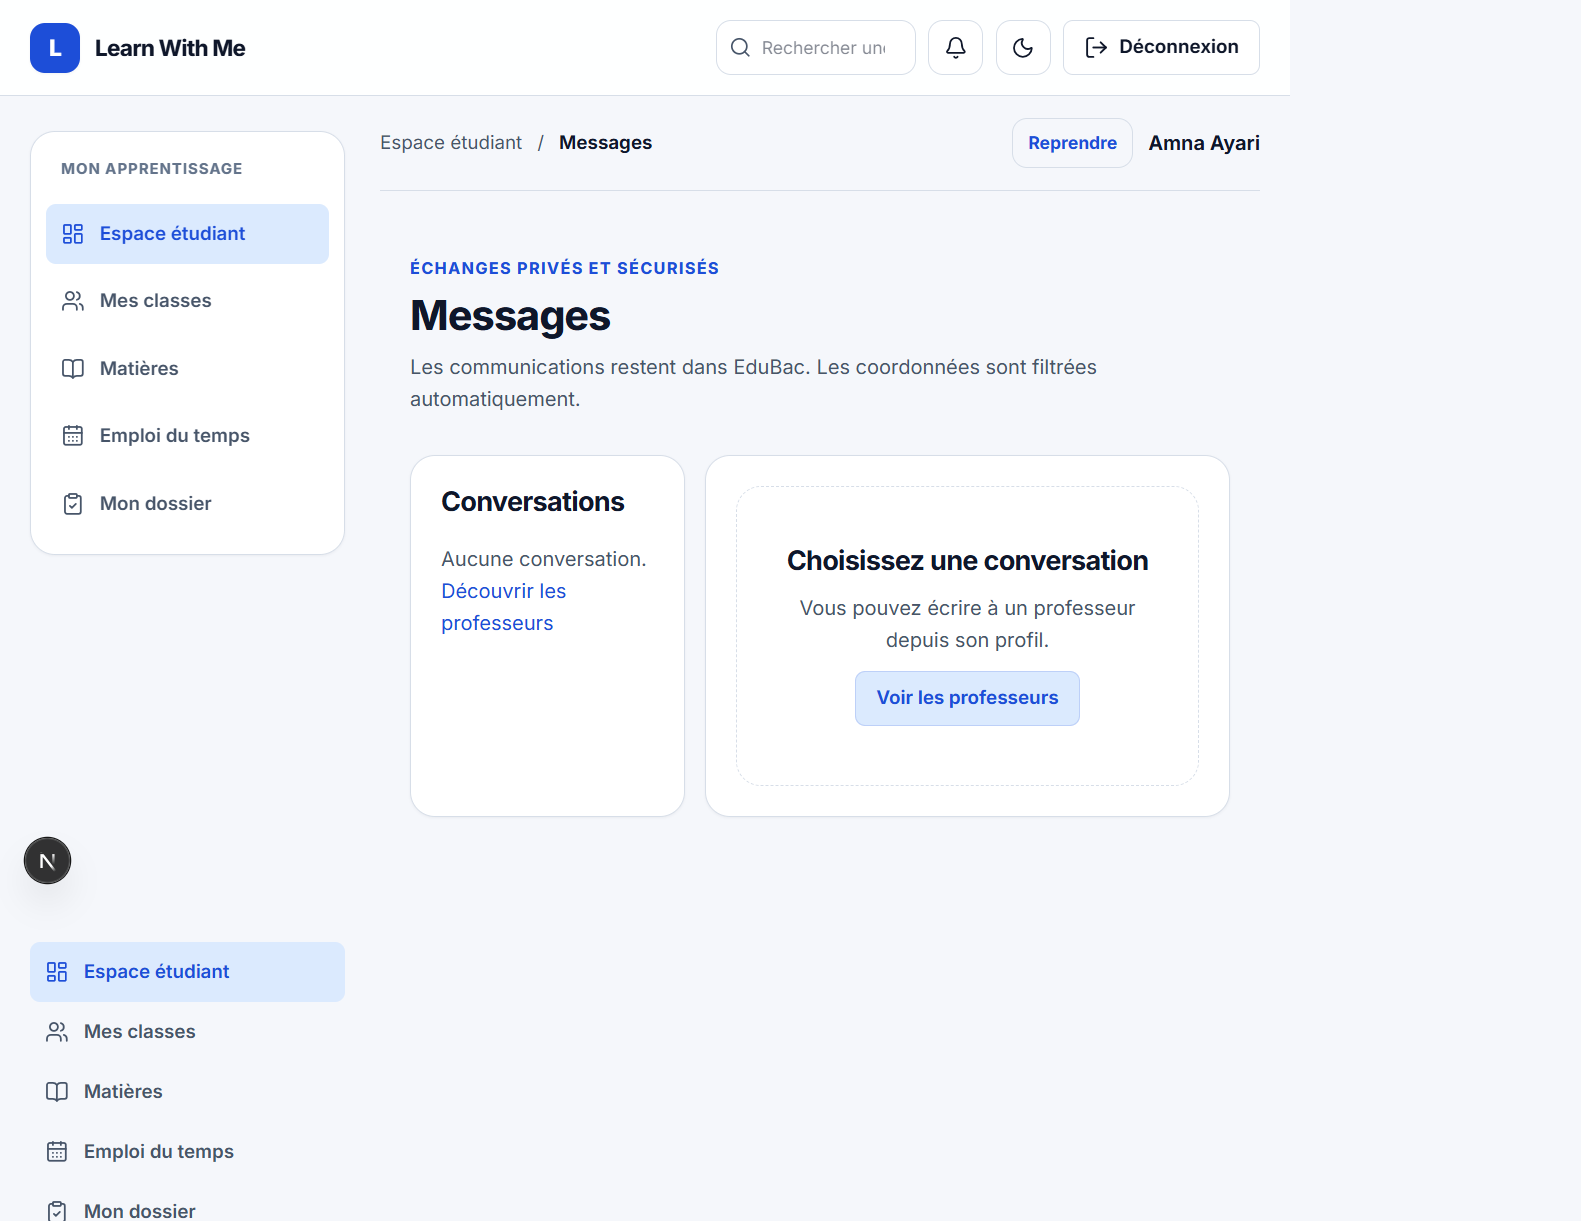 L
Learn With Me
Rechercher un
Déconnexion
MON APPRENTISSAGE
Espace étudiant
Mes classes
Matières
Emploi du temps
Mon dossier
Espace étudiant / Messages
Reprendre
Amna Ayari
ÉCHANGES PRIVÉS ET SÉCURISÉS
Messages
Les communications restent dans EduBac. Les coordonnées sont filtrées
automatiquement.
Conversations
Aucune conversation.
Découvrir les
professeurs
Choisissez une conversation
Vous pouvez écrire à un professeur
depuis son profil.
Voir les professeurs
N
Espace étudiant
Mes classes
Matières
Emploi du temps
Mon dossier